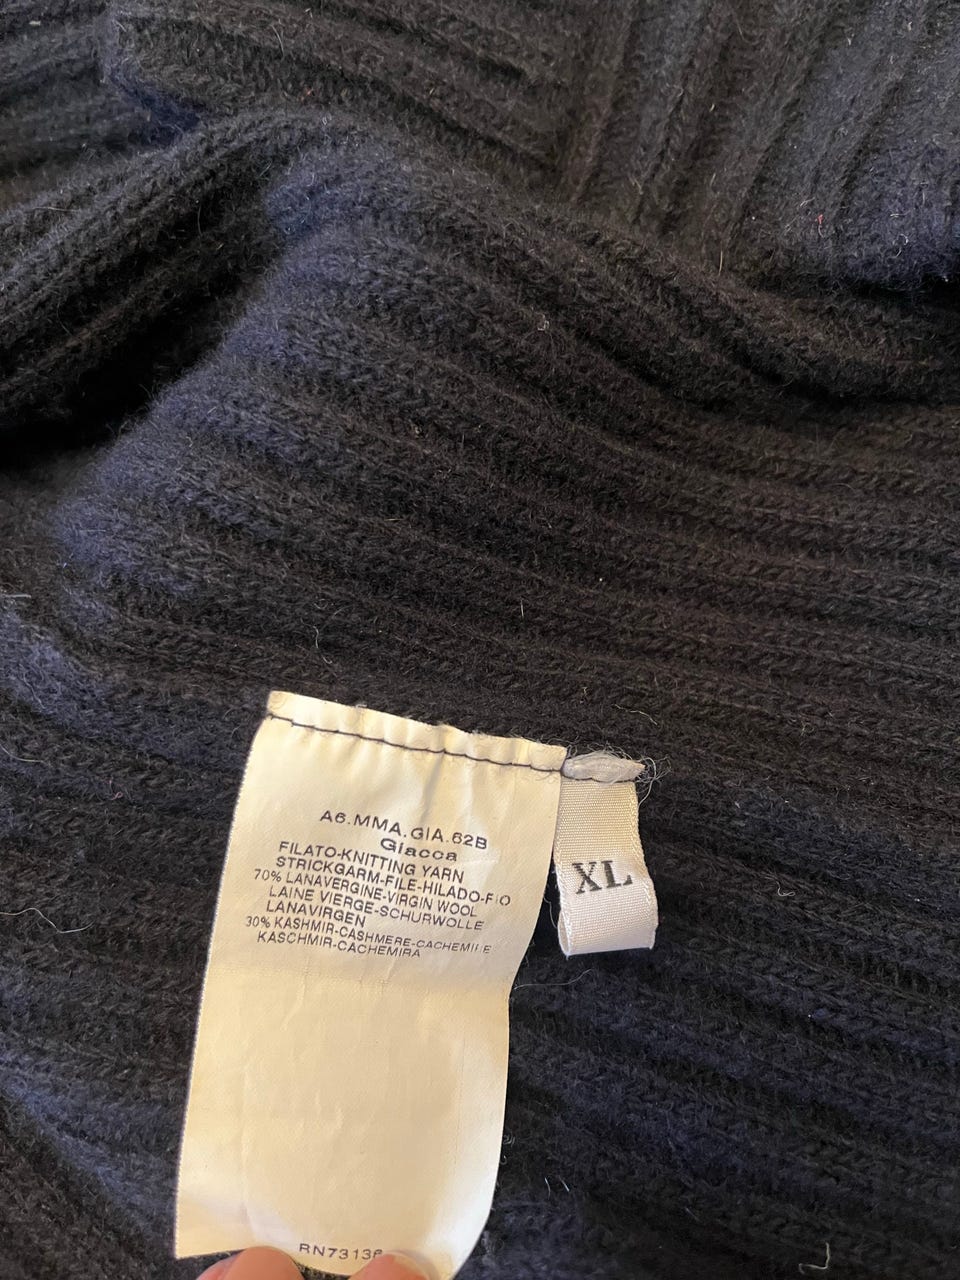 A6.MMA.GIA.62B
Giacca
FILATO-KNITTING YARN
STRICKGARM-FILE-HILADO-FIO
70% LANAVERGINE-VIRGIN WOOL
LAINE VIERGE-SCHURWOLLE
LANAVIRGEN
30% KASHMIR-CASHMERE-CACHEMIRE
KASCHMIR-CACHEMIRA
XL
RN73136